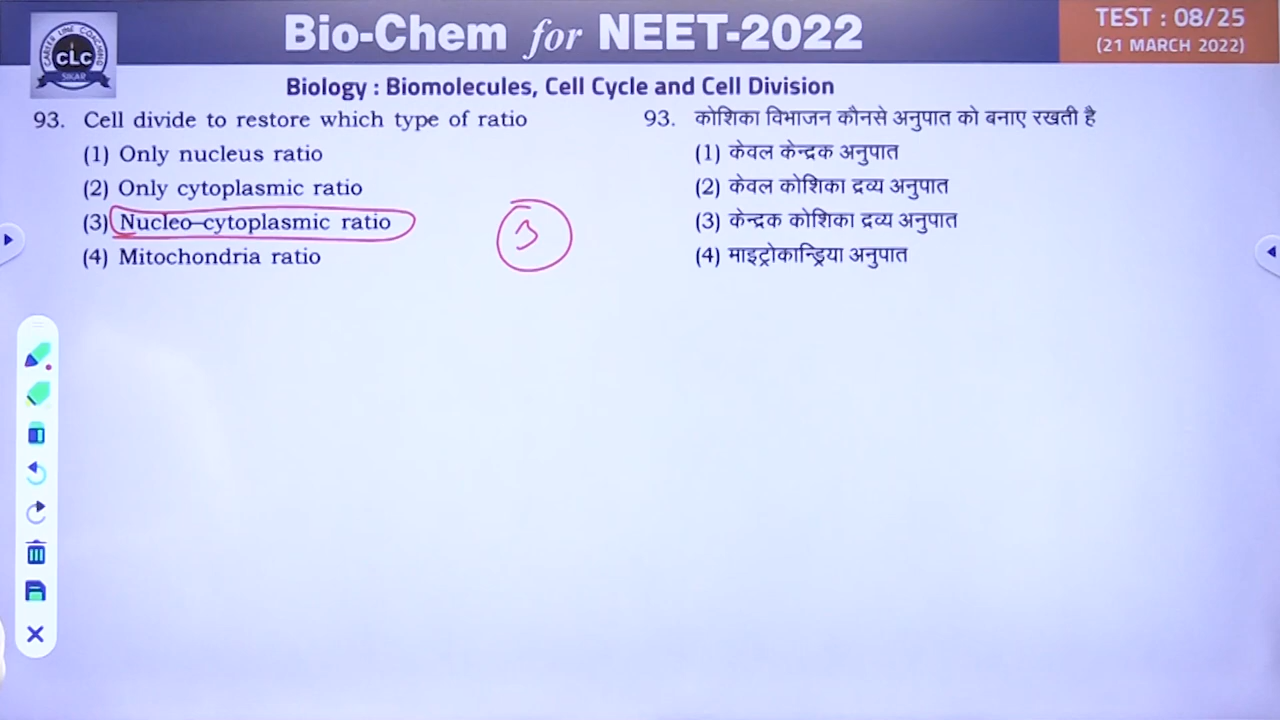 Bio-Chem for NEET-2022
TEST : 08/25
(21 MARCH 2022)
CAREER LINE COACHING
CLC
SIKAR
Biology : Biomolecules, Cell Cycle and Cell Division
93. Cell divide to restore which type of ratio
(1) Only nucleus ratio
(2) Only cytoplasmic ratio
(3) Nucleo-cytoplasmic ratio
(4) Mitochondria ratio
3
93. कोशिका विभाजन कौनसे अनुपात को बनाए रखती है
(1) केवल केन्द्रक अनुपात
(2) केवल कोशिका द्रव्य अनुपात
(3) केन्द्रक कोशिका द्रव्य अनुपात
(4) माइट्रोकान्ड्रिया अनुपात